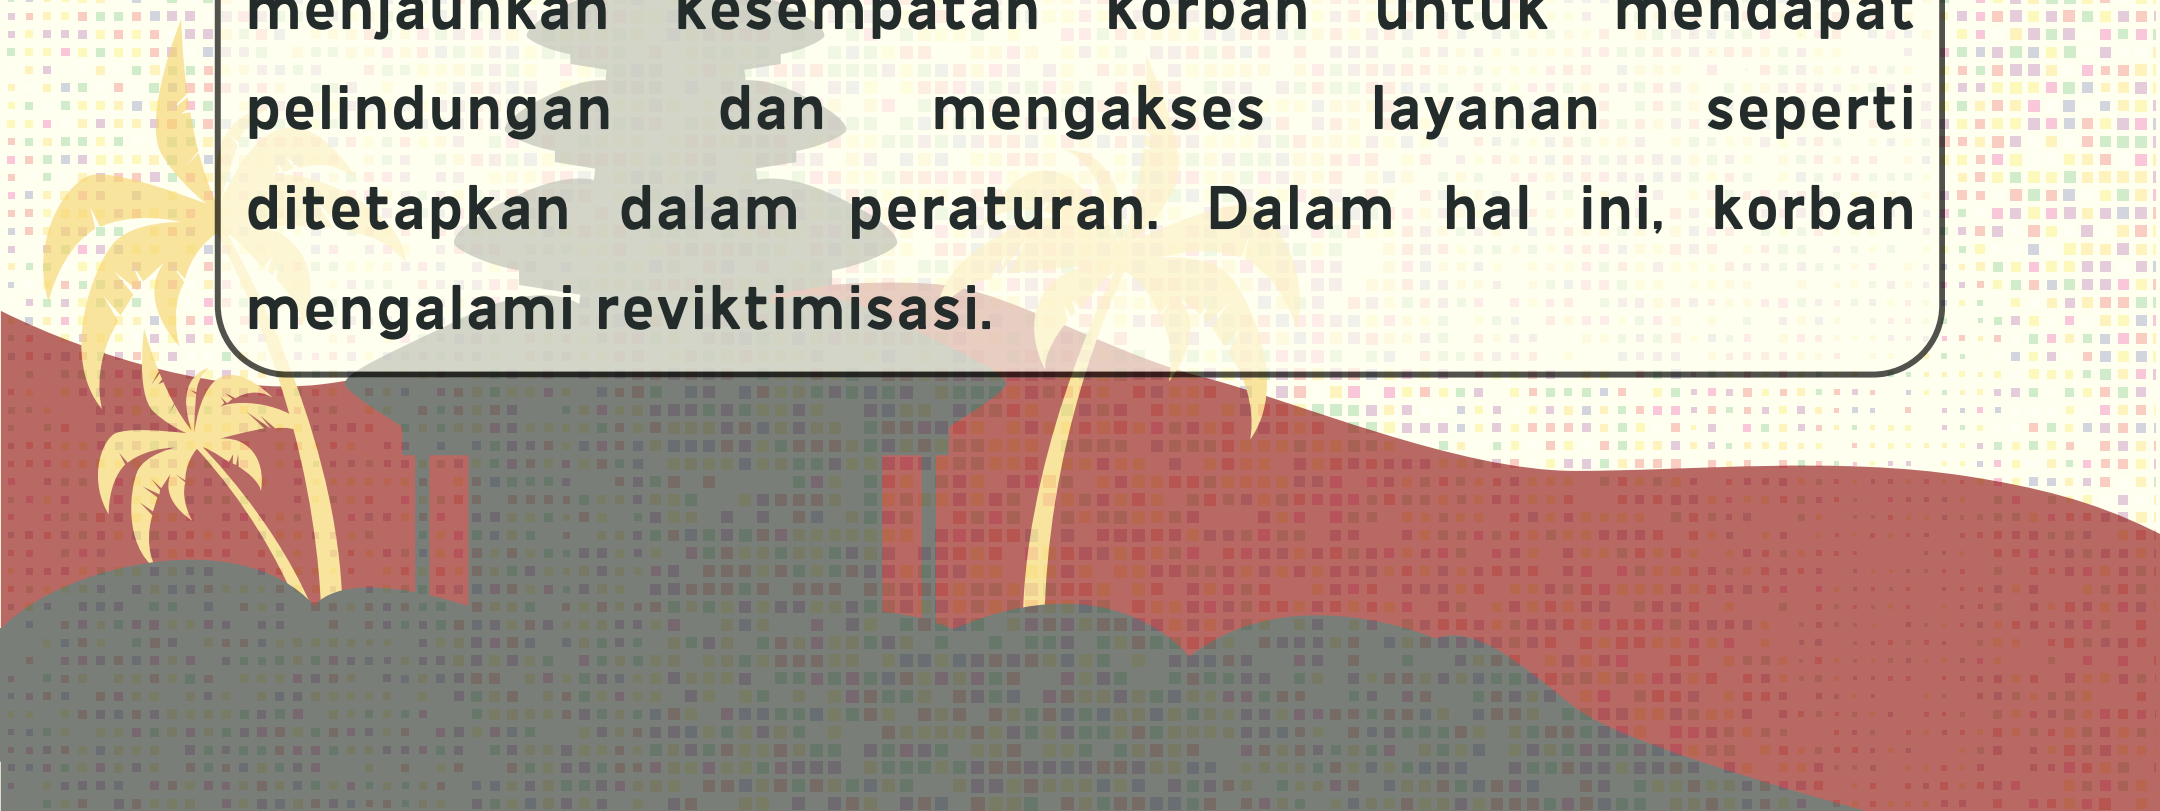 menjauhkan kesempatan korban untuk mendapat
pelindungan dan mengakses layanan seperti
ditetapkan dalam peraturan. Dalam hal ini, korban
mengalami reviktimisasi.